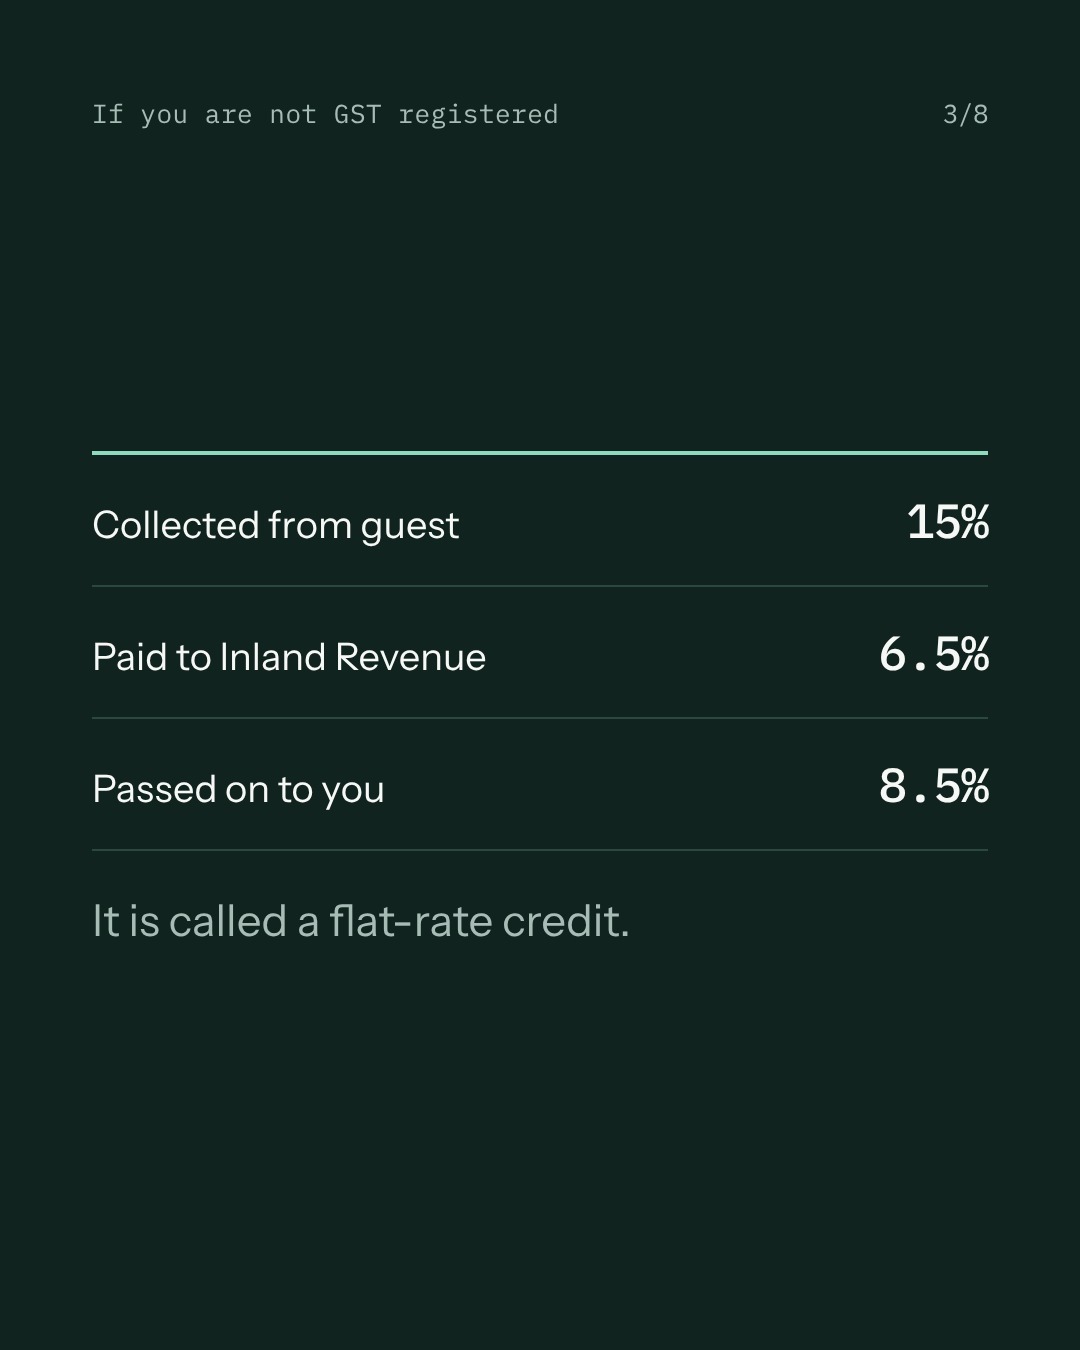 If you are not GST registered 3/8
Collected from guest 15%
Paid to Inland Revenue 6.5%
Passed on to you 8.5%
It is called a flat-rate credit.